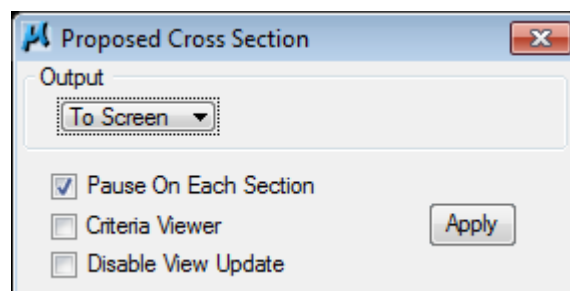 Proposed Cross Section
Output
To Screen
Pause On Each Section
Criteria Viewer
Apply
Disable View Update